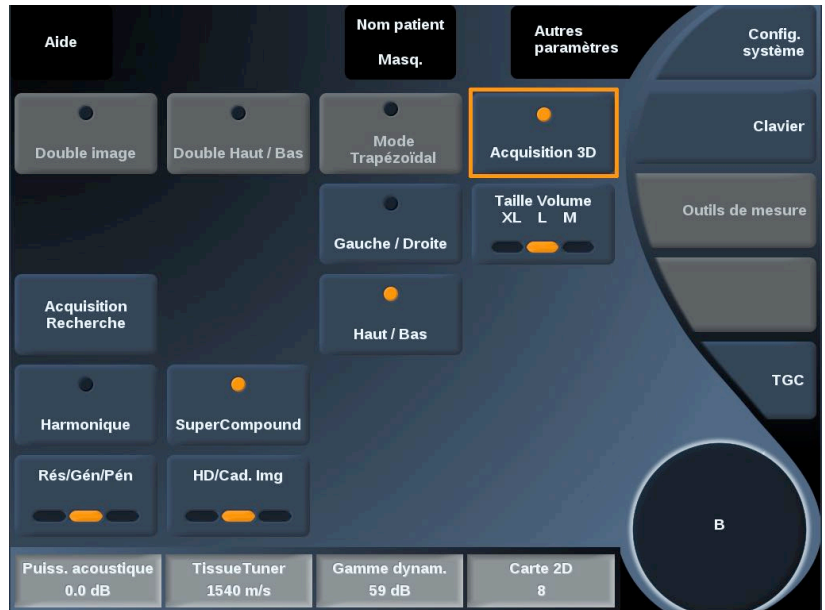 Aide
Nom patient
Masq.
Autres
paramètres
Config.
système
Double image
Double Haut / Bas
Mode
Trapézoïdal
Acquisition 3D
Clavier
Gauche / Droite
Taille Volume
XL L M
Outils de mesure
Acquisition
Recherche
Haut / Bas
Harmonique
SuperCompound
TGC
Rés/Gén/Pén
HD/Cad. Img
B
Puiss. acoustique
0.0 dB
TissueTuner
1540 m/s
Gamme dynam.
59 dB
Carte 2D
8